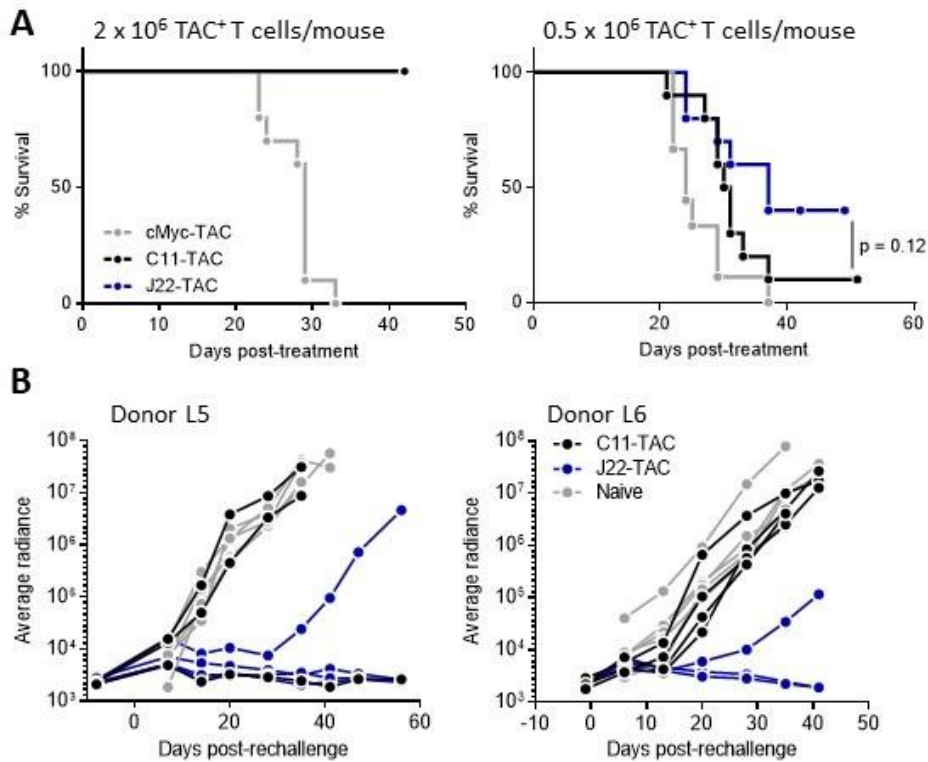 A
2 x 10⁶ TAC⁺ T cells/mouse
% Survival
100
50
0
cMyc-TAC
C11-TAC
J22-TAC
0 10 20 30 40 50
Days post-treatment
0.5 x 10⁶ TAC⁺ T cells/mouse
% Survival
100
50
0
p = 0.12
0 20 40 60
Days post-treatment
B
Donor L5
Average radiance
10⁸
10⁷
10⁶
10⁵
10⁴
10³
0 20 40 60
Days post-rechallenge
Donor L6
C11-TAC
J22-TAC
Naive
Average radiance
10⁸
10⁷
10⁶
10⁵
10⁴
10³
-10 0 10 20 30 40 50
Days post-rechallenge